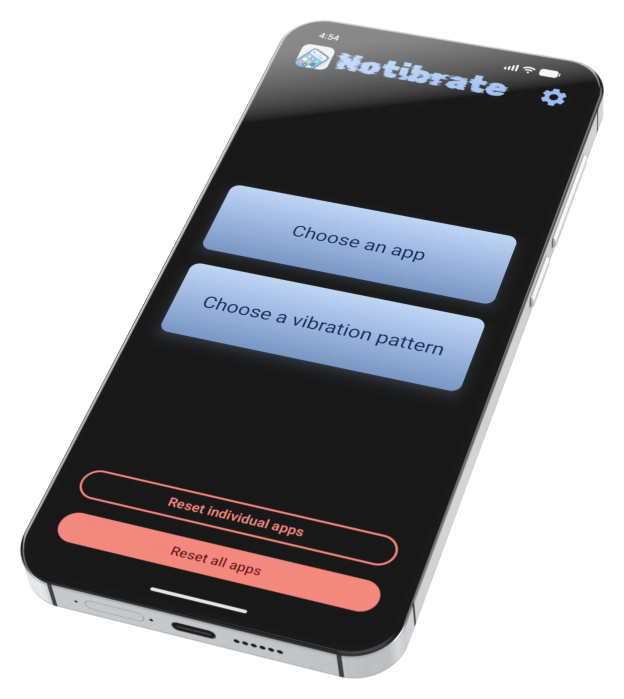 4:54
Notibrate
Choose an app
Choose a vibration pattern
Reset individual apps
Reset all apps